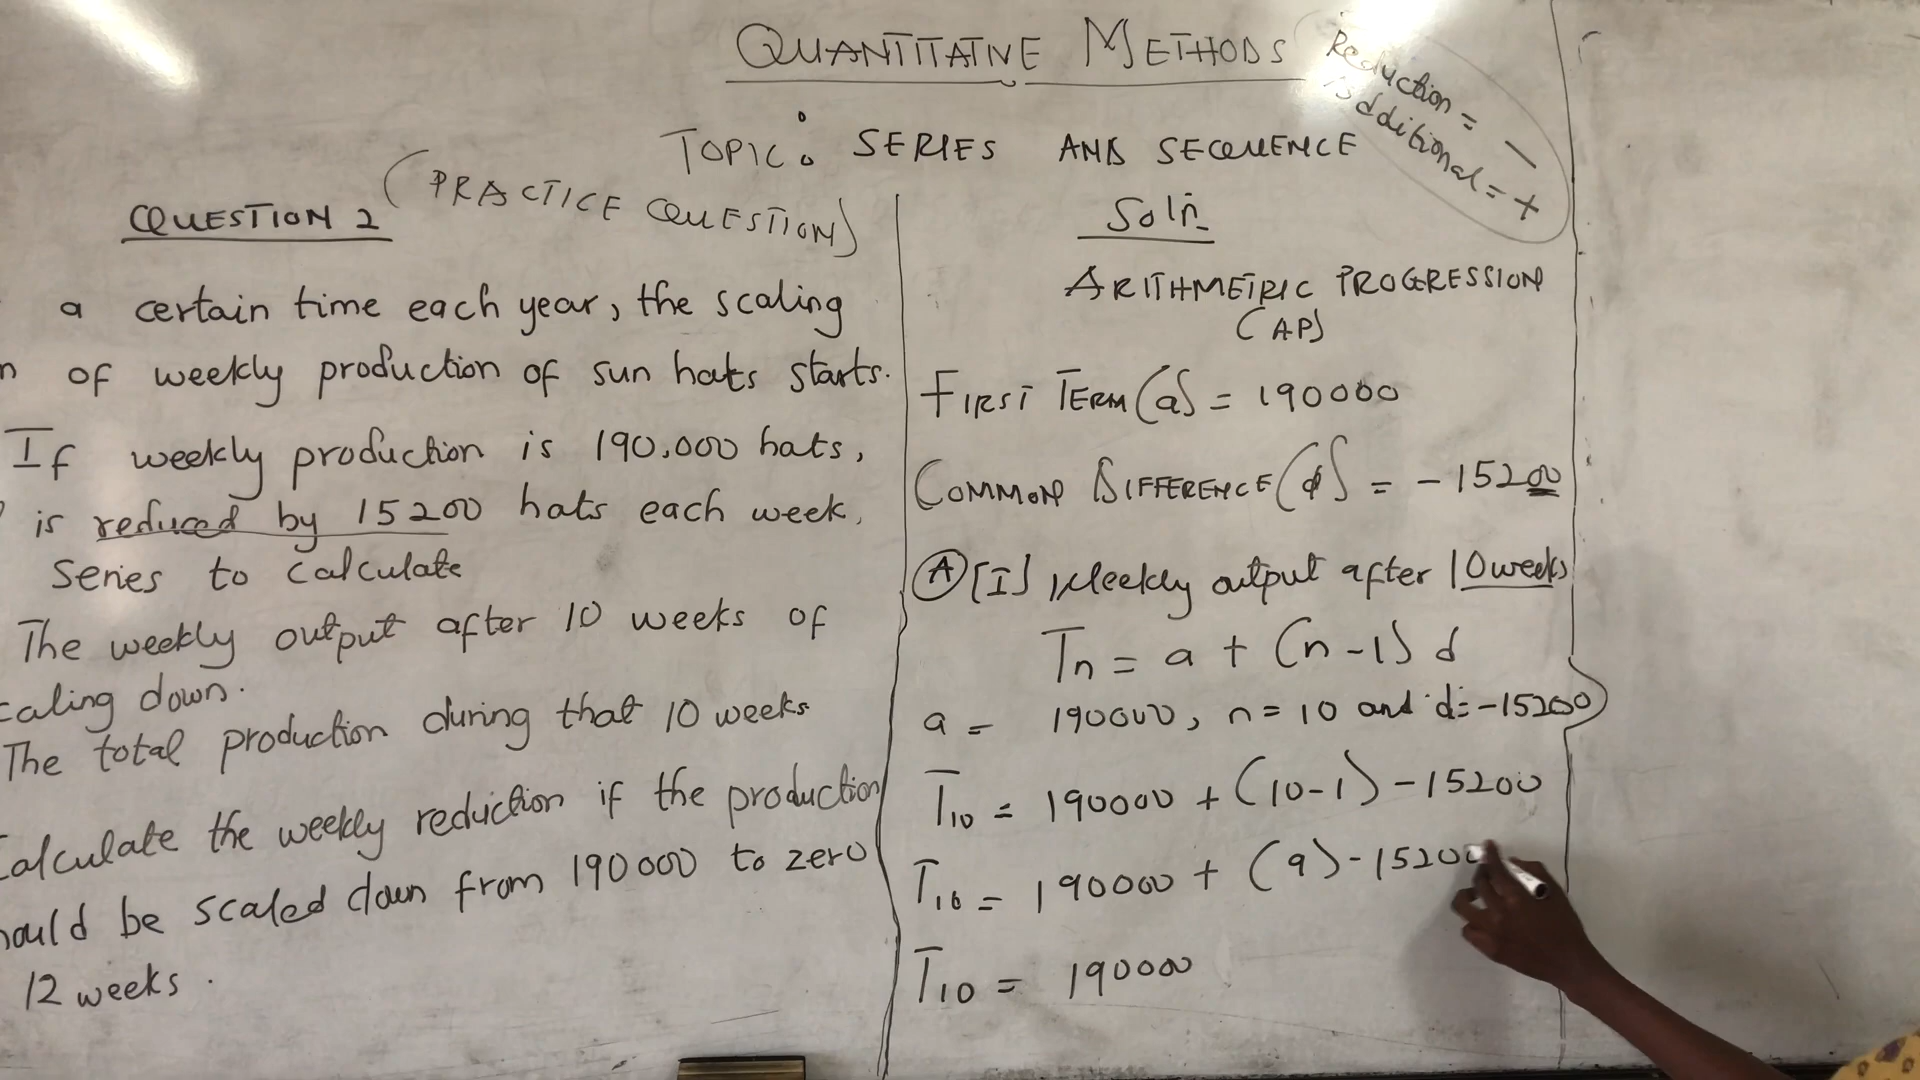 QUANTITATIVE METHODS
Reduction = -
Additional = +
TOPIC: SERIES AND SEQUENCE
QUESTION 2 (PRACTICE QUESTION)
a certain time each year, the scaling
n of weekly production of sun hats starts.
If weekly production is 190,000 hats,
is reduced by 15200 hats each week,
Series to calculate
The weekly output after 10 weeks of
caling down.
The total production during that 10 weeks
Calculate the weekly reduction if the production
hould be scaled down from 190000 to zero
12 weeks.
Soln
ARITHMETRIC PROGRESSION
(AP)
FIRST TERM (a) = 190000
COMMON DIFFERENCE (d) = -15200
(A) [I] Weekly output after 10 weeks
Tn = a + (n-1) d
a = 190000, n = 10 and d = -15200
T10 = 190000 + (10-1) - 15200
T10 = 190000 + (9) - 15200
T10 = 190000